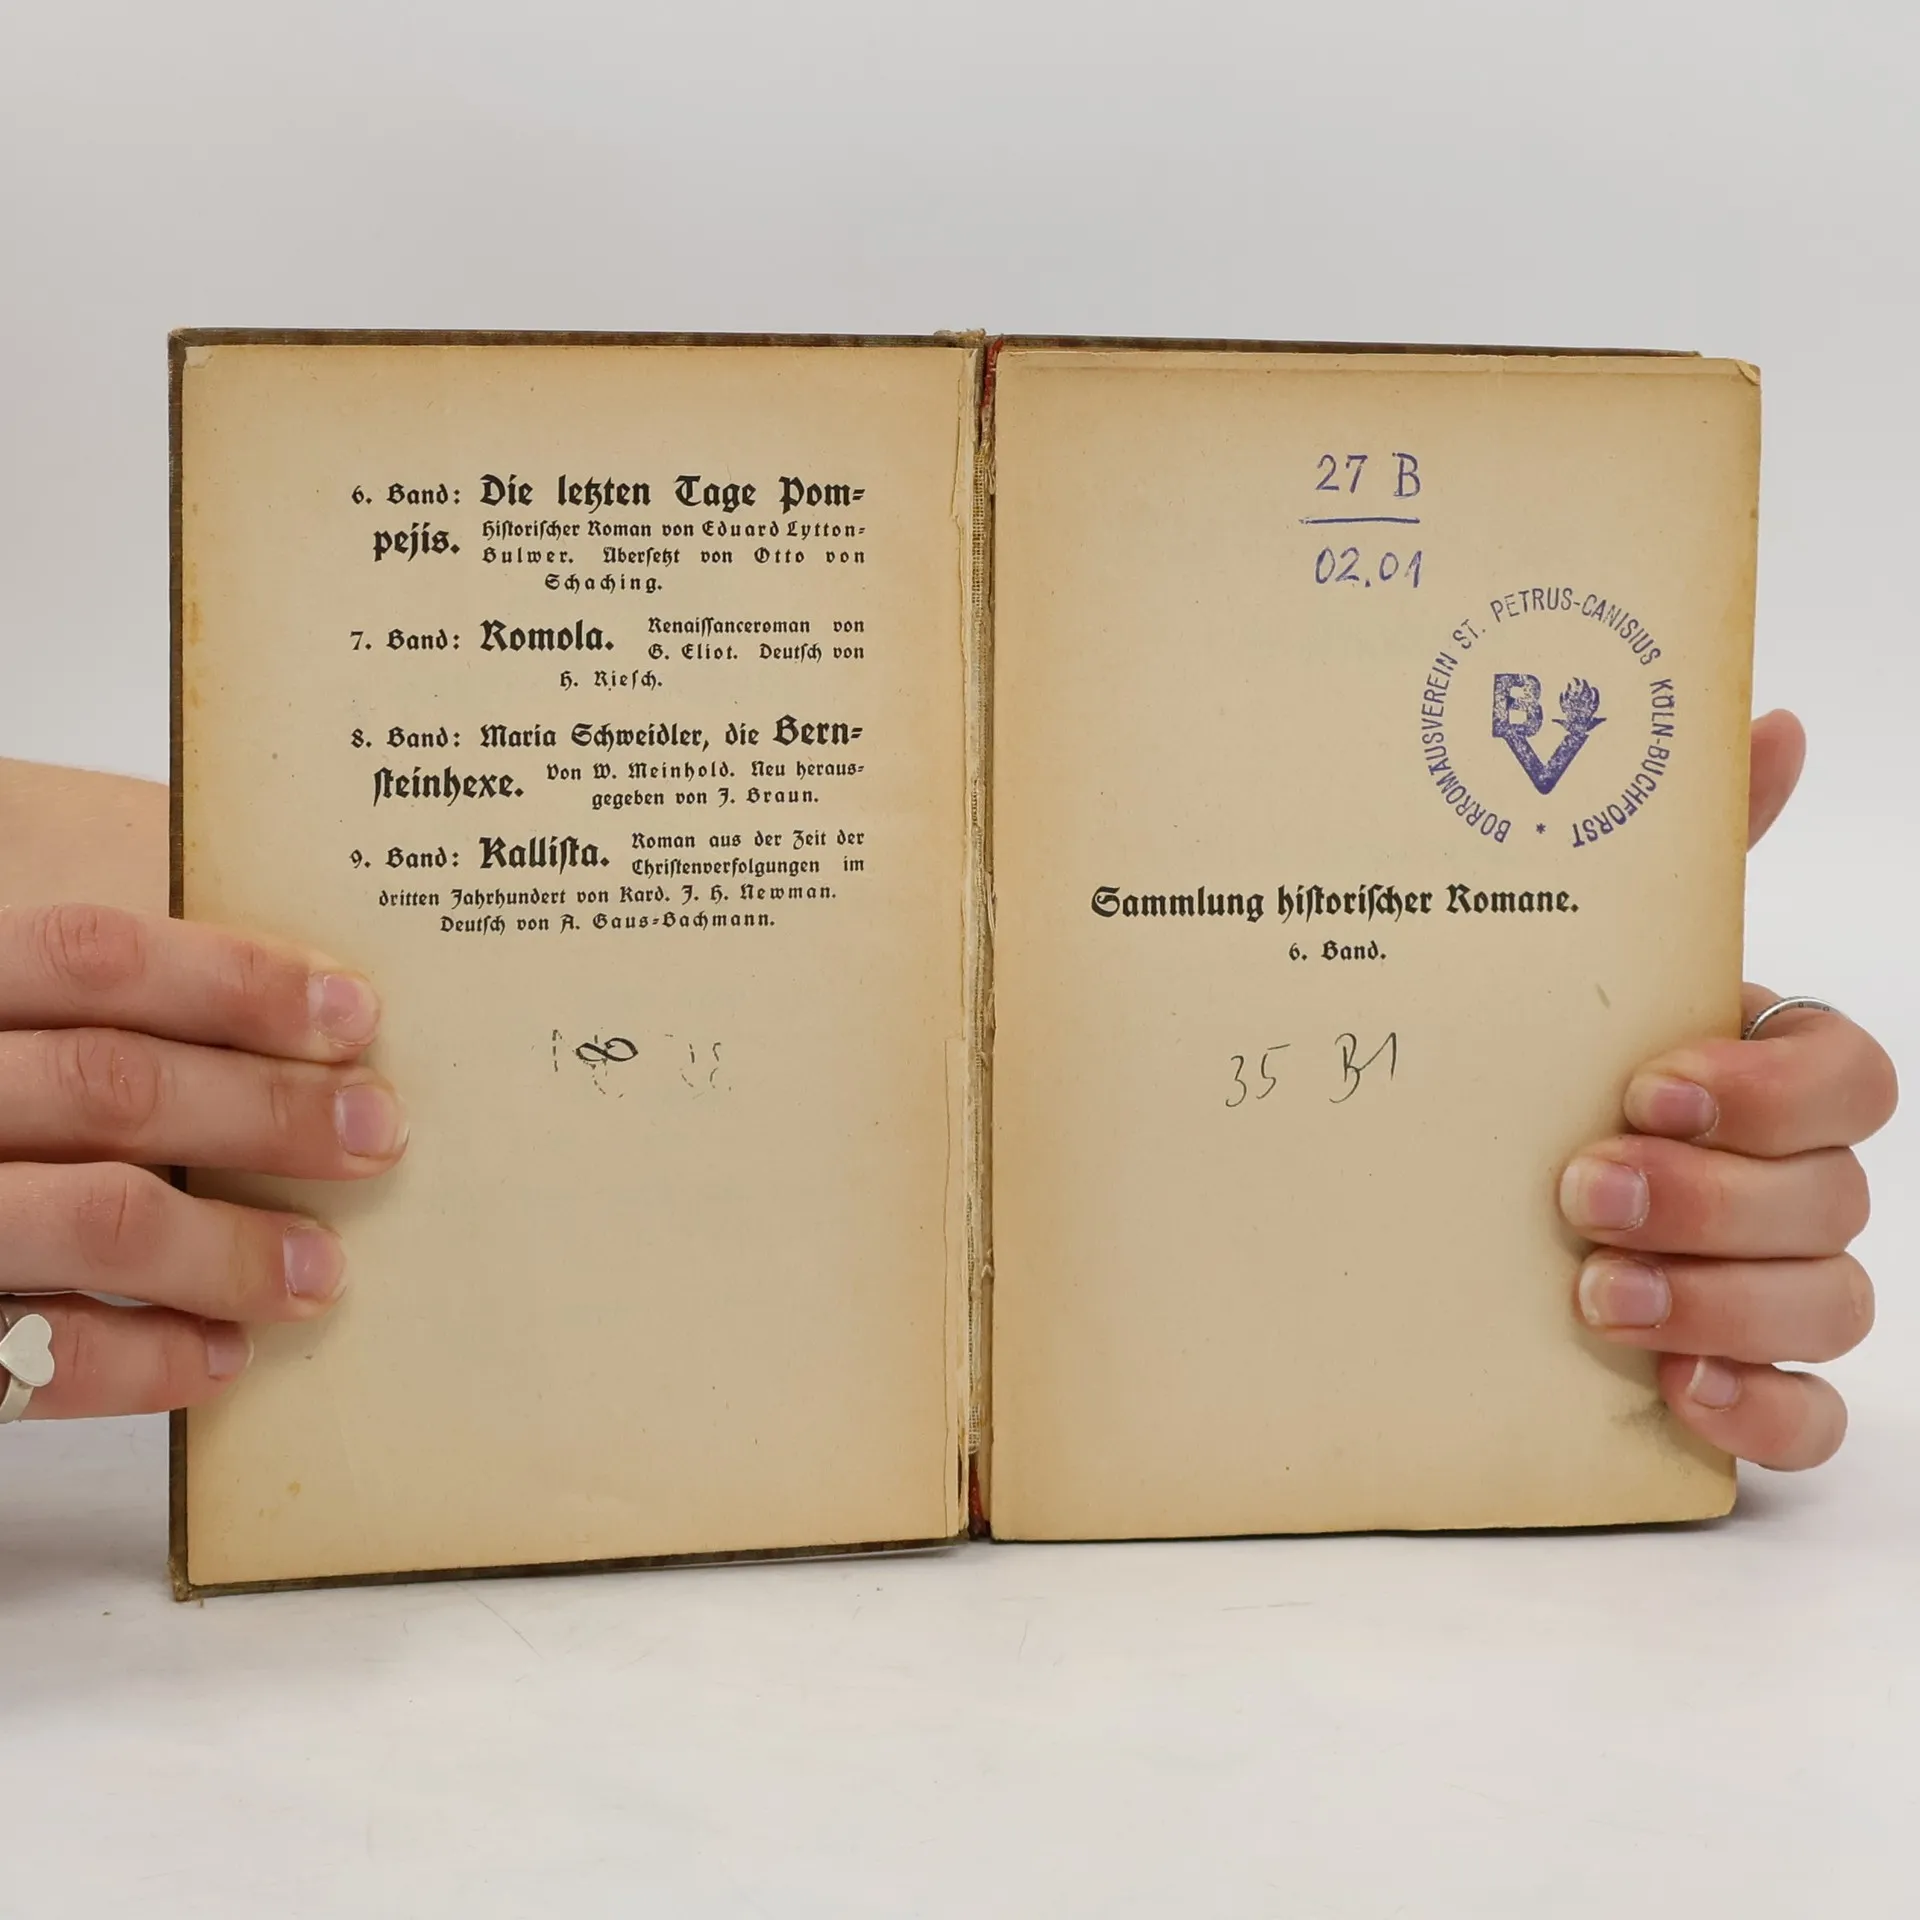 6. Band: Die letzten Tage Pom=
pejis. Historischer Roman von Eduard Lytton=
Bulwer. Übersetzt von Otto von
Schaching.
7. Band: Romola. Renaissanceroman von
G. Eliot. Deutsch von
H. Riesch.
8. Band: Maria Schweidler, die Bern=
steinhexe. Von W. Meinhold. Neu heraus=
gegeben von J. Braun.
9. Band: Kallista. Roman aus der Zeit der
Christenverfolgungen im
dritten Jahrhundert von Kard. J. H. Newman.
Deutsch von A. Gaus=Bachmann.
8
27 B
02.01
BORROMÄUSVEREIN ST. PETRUS-CANISIUS KÖLN-BUCHFORST *
BV
Sammlung historischer Romane.
6. Band.
35 B1